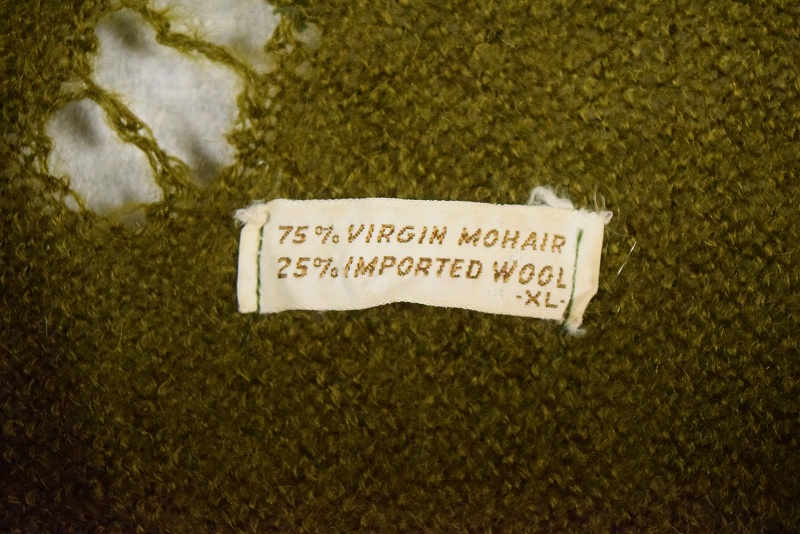 75% VIRGIN MOHAIR
25% IMPORTED WOOL
-XL-